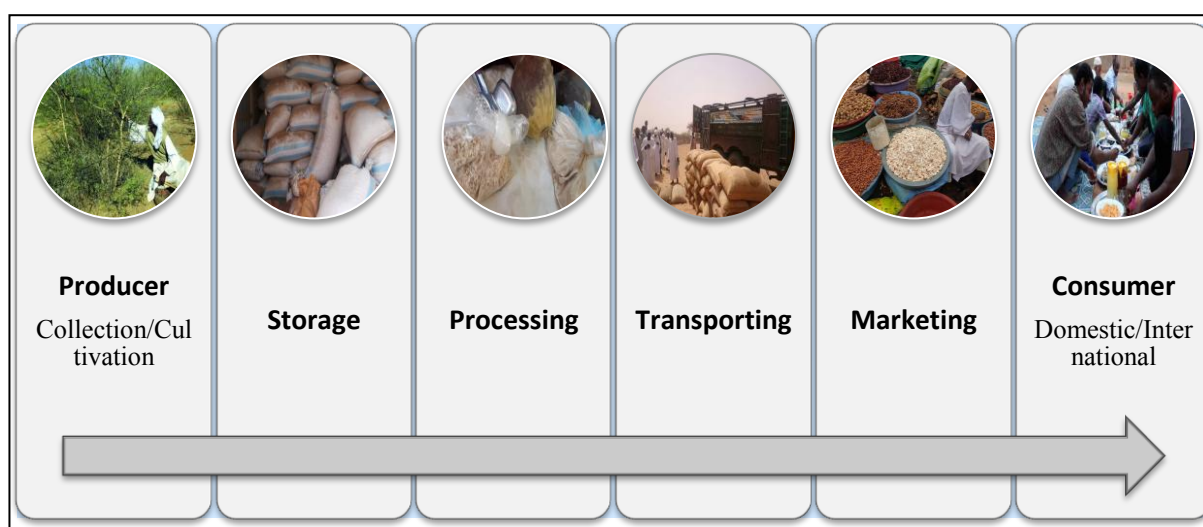 Producer
Collection/Cul
tivation
Storage
Processing
Transporting
Marketing
Consumer
Domestic/Inter
national